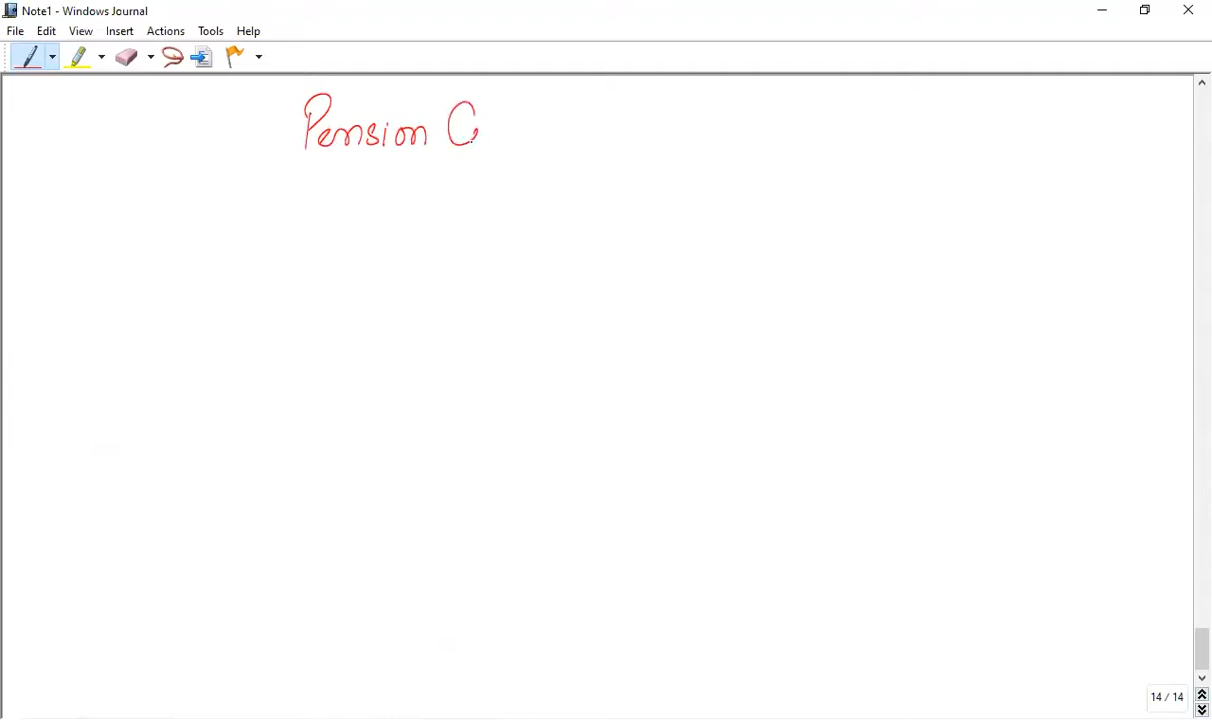 Note1 - Windows Journal
File Edit View Insert Actions Tools Help
Pension C
14 / 14